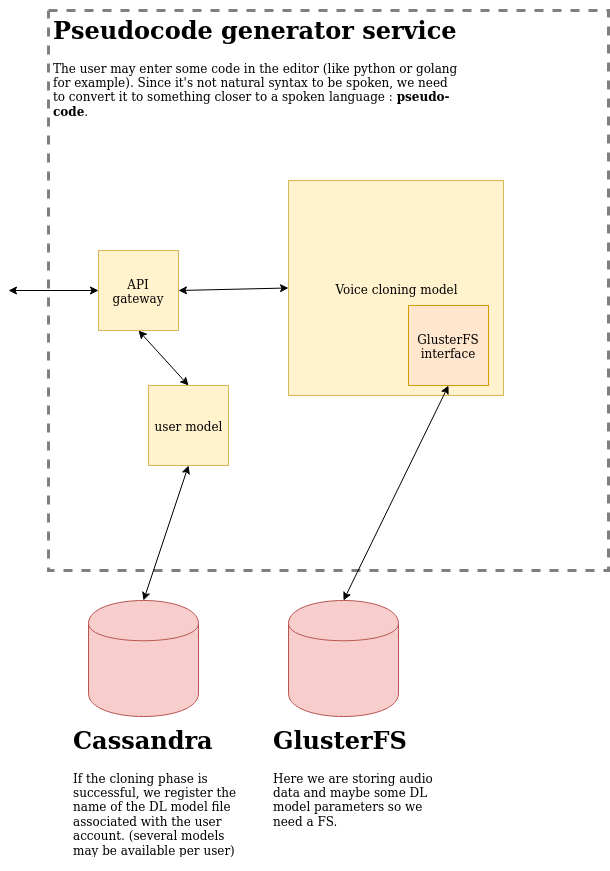 Pseudocode generator service
The user may enter some code in the editor (like python or golang
for example). Since it's not natural syntax to be spoken, we need
to convert it to something closer to a spoken language : pseudo-
code.
API
gateway
Voice cloning model
GlusterFS
interface
user model
Cassandra
If the cloning phase is
successful, we register the
name of the DL model file
associated with the user
account. (several models
may be available per user)
GlusterFS
Here we are storing audio
data and maybe some DL
model parameters so we
need a FS.